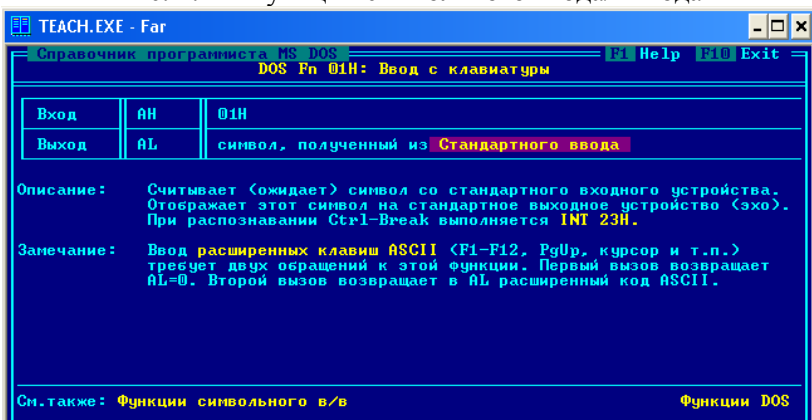 TEACH.EXE - Far
Справочник программиста MS DOS F1 Help F10 Exit
DOS Fn 01H: Ввод с клавиатуры
Вход AH 01H
Выход AL символ, полученный из Стандартного ввода
Описание: Считывает (ожидает) символ со стандартного входного устройства.
Отображает этот символ на стандартное выходное устройство (эхо).
При распознавании Ctrl-Break выполняется INT 23H.
Замечание: Ввод расширенных клавиш ASCII (F1-F12, PgUp, курсор и т.п.)
требует двух обращений к этой функции. Первый вызов возвращает
AL=0. Второй вызов возвращает в AL расширенный код ASCII.
См.также: Функции символьного в/в Функции DOS